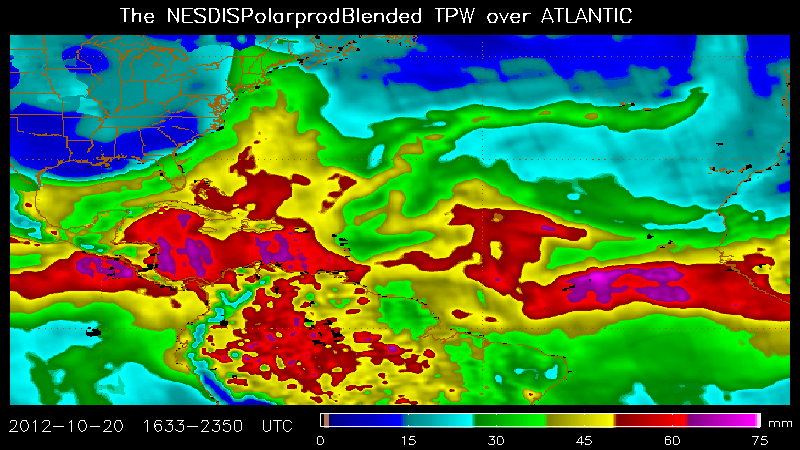 The NESDISPolarprodBlended TPW over ATLANTIC
2012-10-20 1633-2350 UTC
mm
0 15 30 45 60 75